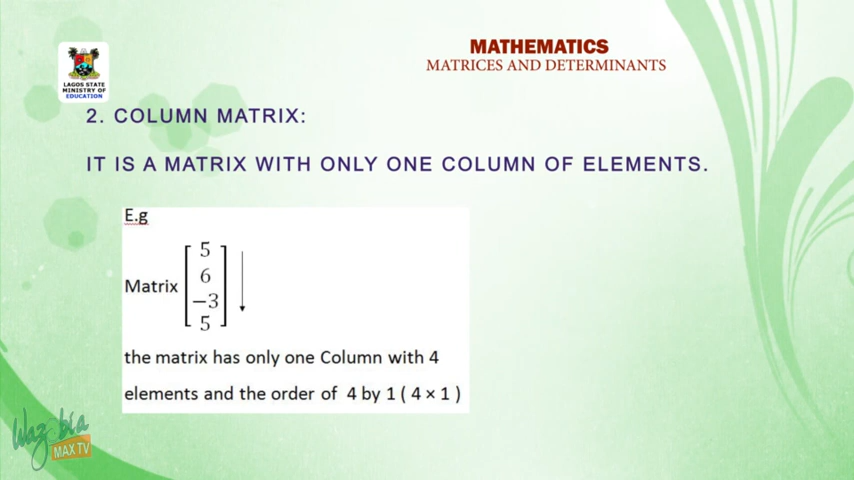 MATHEMATICS
MATRICES AND DETERMINANTS
LAGOS STATE
MINISTRY OF
EDUCATION
2. COLUMN MATRIX:
IT IS A MATRIX WITH ONLY ONE COLUMN OF ELEMENTS.
E.g
5
6
Matrix
−3
5
the matrix has only one Column with 4
elements and the order of 4 by 1 ( 4 × 1 )
Wazobia
MAX TV